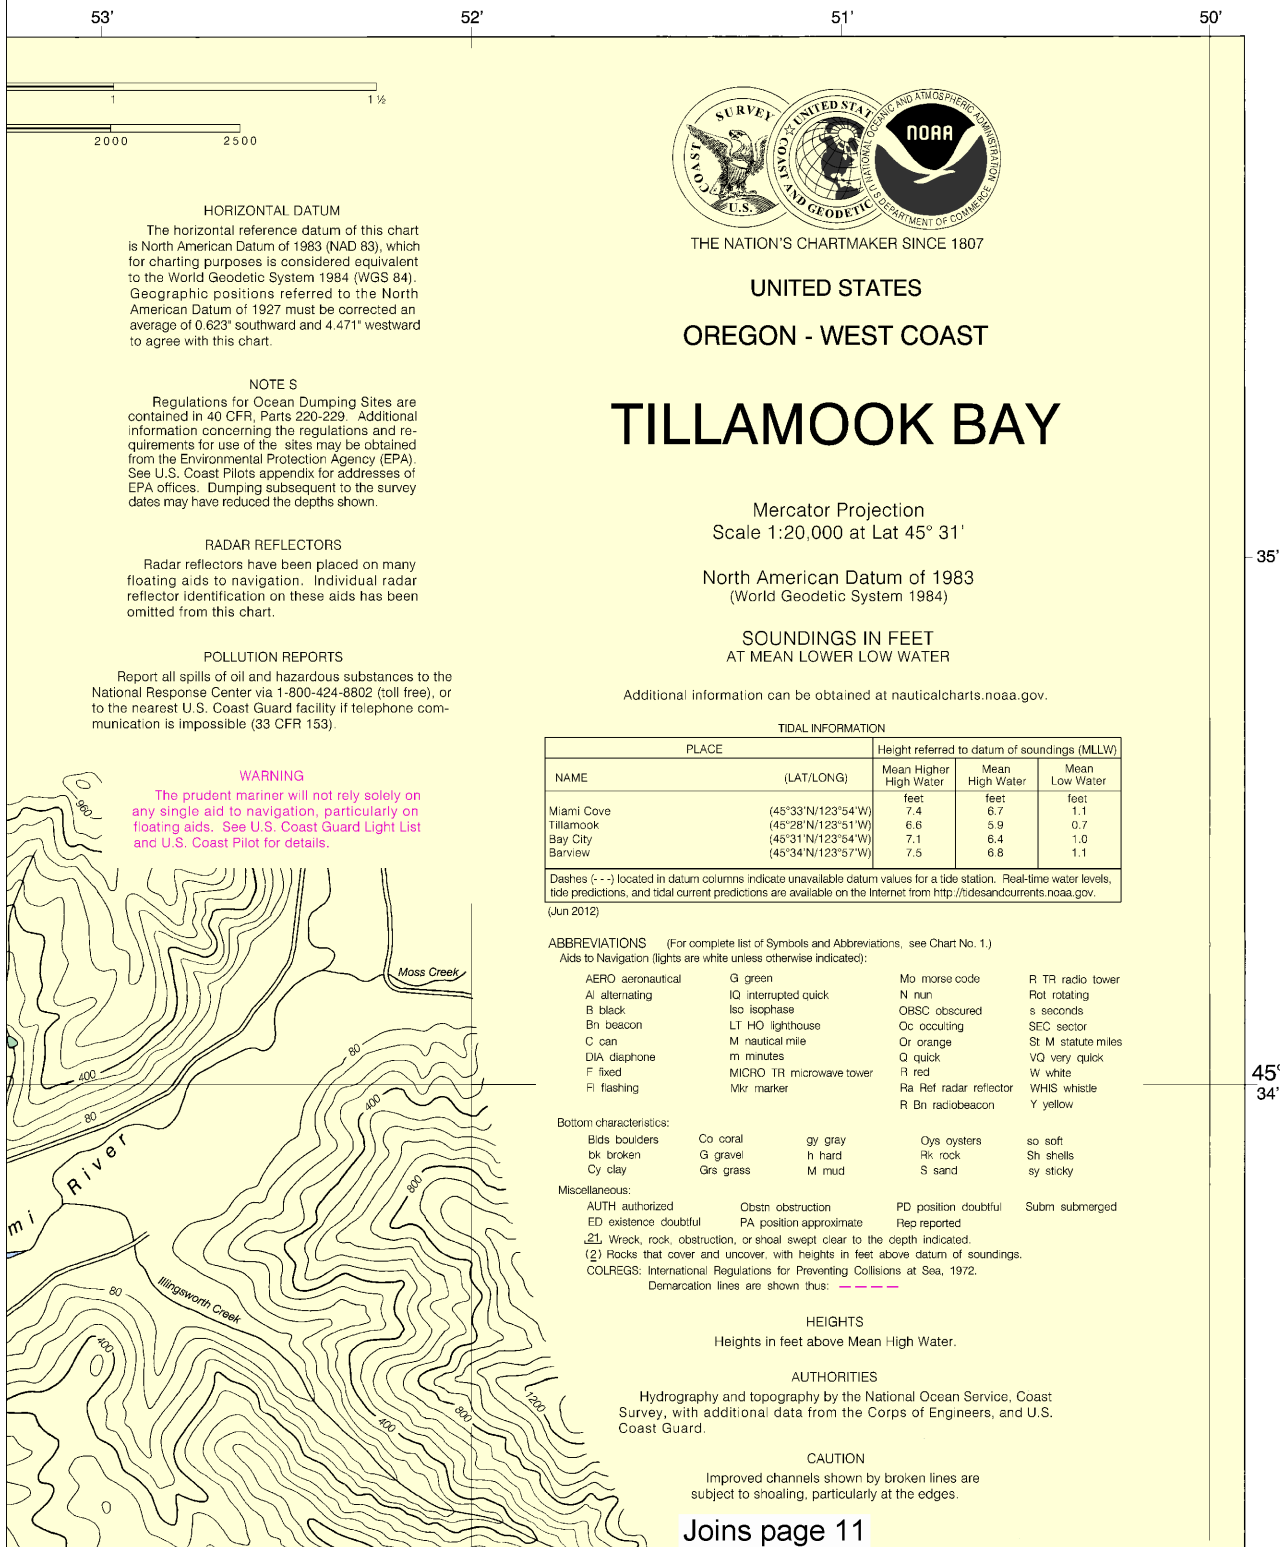 53'
52'
51'
50'
1
1 ½
2000
2500
COAST SURVEY
U.S.
UNITED STAT
COAST AND GEODETIC
NATIONAL OCEANIC AND ATMOSPHERIC ADMINISTRATION
U S DEPARTMENT OF COMMERCE
NOAA
THE NATION'S CHARTMAKER SINCE 1807
UNITED STATES
OREGON - WEST COAST
TILLAMOOK BAY
Mercator Projection
Scale 1:20,000 at Lat 45° 31'
North American Datum of 1983
(World Geodetic System 1984)
SOUNDINGS IN FEET
AT MEAN LOWER LOW WATER
Additional information can be obtained at nauticalcharts.noaa.gov.
HORIZONTAL DATUM
The horizontal reference datum of this chart
is North American Datum of 1983 (NAD 83), which
for charting purposes is considered equivalent
to the World Geodetic System 1984 (WGS 84).
Geographic positions referred to the North
American Datum of 1927 must be corrected an
average of 0.623" southward and 4.471" westward
to agree with this chart.
NOTE S
Regulations for Ocean Dumping Sites are
contained in 40 CFR, Parts 220-229. Additional
information concerning the regulations and re-
quirements for use of the sites may be obtained
from the Environmental Protection Agency (EPA).
See U.S. Coast Pilots appendix for addresses of
EPA offices. Dumping subsequent to the survey
dates may have reduced the depths shown.
RADAR REFLECTORS
Radar reflectors have been placed on many
floating aids to navigation. Individual radar
reflector identification on these aids has been
omitted from this chart.
POLLUTION REPORTS
Report all spills of oil and hazardous substances to the
National Response Center via 1-800-424-8802 (toll free), or
to the nearest U.S. Coast Guard facility if telephone com-
munication is impossible (33 CFR 153).
WARNING
The prudent mariner will not rely solely on
any single aid to navigation, particularly on
floating aids. See U.S. Coast Guard Light List
and U.S. Coast Pilot for details.
TIDAL INFORMATION
PLACE Height referred to datum of soundings (MLLW)
NAME (LAT/LONG) Mean Higher High Water Mean High Water Mean Low Water
feet feet feet
Miami Cove (45°33'N/123°54'W) 7.4 6.7 1.1
Tillamook (45°28'N/123°51'W) 6.6 5.9 0.7
Bay City (45°31'N/123°54'W) 7.1 6.4 1.0
Barview (45°34'N/123°57'W) 7.5 6.8 1.1
Dashes (- - -) located in datum columns indicate unavailable datum values for a tide station. Real-time water levels,
tide predictions, and tidal current predictions are available on the Internet from http://tidesandcurrents.noaa.gov.
(Jun 2012)
ABBREVIATIONS (For complete list of Symbols and Abbreviations, see Chart No. 1.)
Aids to Navigation (lights are white unless otherwise indicated):
AERO aeronautical G green Mo morse code R TR radio tower
Al alternating IQ interrupted quick N nun Rot rotating
B black Iso isophase OBSC obscured s seconds
Bn beacon LT HO lighthouse Oc occulting SEC sector
C can M nautical mile Or orange St M statute miles
DIA diaphone m minutes Q quick VQ very quick
F fixed MICRO TR microwave tower R red W white
Fl flashing Mkr marker Ra Ref radar reflector WHIS whistle
R Bn radiobeacon Y yellow
Bottom characteristics:
Blds boulders Co coral gy gray Oys oysters so soft
bk broken G gravel h hard Rk rock Sh shells
Cy clay Grs grass M mud S sand sy sticky
Miscellaneous:
AUTH authorized Obstn obstruction PD position doubtful Subm submerged
ED existence doubtful PA position approximate Rep reported
21, Wreck, rock, obstruction, or shoal swept clear to the depth indicated.
(2) Rocks that cover and uncover, with heights in feet above datum of soundings.
COLREGS: International Regulations for Preventing Collisions at Sea, 1972.
Demarcation lines are shown thus:
HEIGHTS
Heights in feet above Mean High Water.
AUTHORITIES
Hydrography and topography by the National Ocean Service, Coast
Survey, with additional data from the Corps of Engineers, and U.S.
Coast Guard.
CAUTION
Improved channels shown by broken lines are
subject to shoaling, particularly at the edges.
Joins page 11
35'
45°
34'
960
Moss Creek
80
400
400
80
River
mi
800
80
Illingsworth Creek
400
400
800
1200